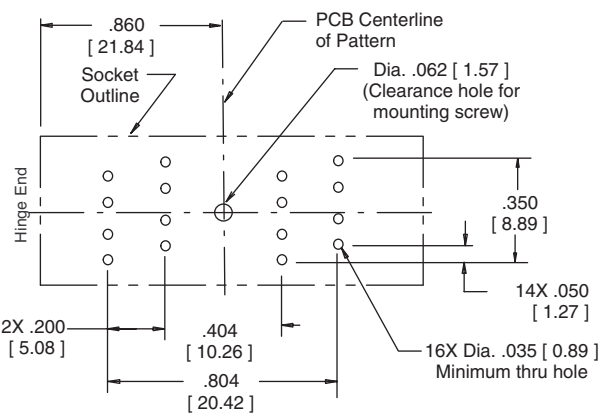 .860
[ 21.84 ]
PCB Centerline
of Pattern
Socket
Outline
Dia. .062 [ 1.57 ]
(Clearance hole for
mounting screw)
Hinge End
.350
[ 8.89 ]
14X .050
[ 1.27 ]
2X .200
[ 5.08 ]
.404
[ 10.26 ]
16X Dia. .035 [ 0.89 ]
Minimum thru hole
.804
[ 20.42 ]